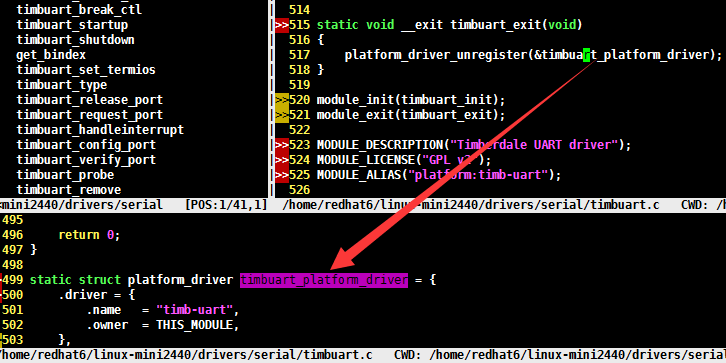 timbuart_break_ctl
timbuart_startup
timbuart_shutdown
get_bindex
timbuart_set_termios
timbuart_type
timbuart_release_port
timbuart_request_port
timbuart_handleinterrupt
timbuart_config_port
timbuart_verify_port
timbuart_probe
timbuart_remove
<mini2440/drivers/serial [POS:1/41,1]
514
>>515 static void __exit timbuart_exit(void)
516 {
517     platform_driver_unregister(&timbuart_platform_driver);
518 }
519
>>520 module_init(timbuart_init);
>>521 module_exit(timbuart_exit);
522
>>523 MODULE_DESCRIPTION("Timberdale UART driver");
>>524 MODULE_LICENSE("GPL v2");
>>525 MODULE_ALIAS("platform:timb-uart");
526
/home/redhat6/linux-mini2440/drivers/serial/timbuart.c CWD: /h
495
496     return 0;
497 }
498
499 static struct platform_driver timbuart_platform_driver = {
500     .driver = {
501         .name   = "timb-uart",
502         .owner  = THIS_MODULE,
503     },
/home/redhat6/linux-mini2440/drivers/serial/timbuart.c CWD: /home/redhat6/linux-mini2440/drivers/serial